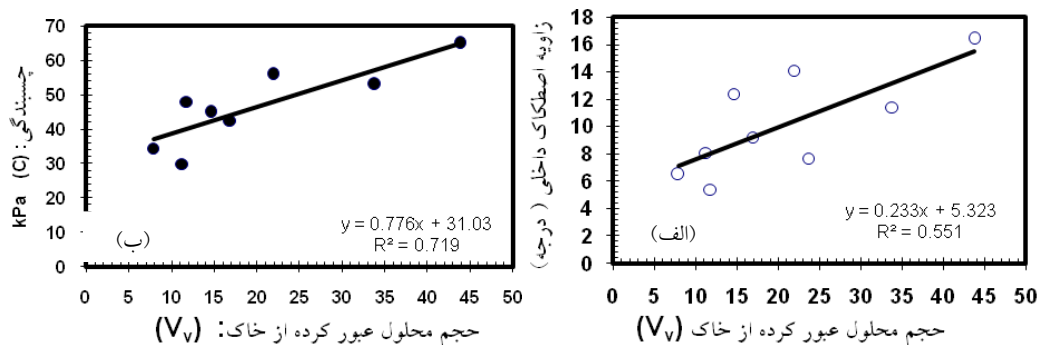 70
60
50
40
30
20
10
0
چسبندگی: (C) kPa
y = 0.776x + 31.03
R² = 0.719
(ب)
0 5 10 15 20 25 30 35 40 45 50
حجم محلول عبور کرده از خاک: (Vᵥ)
18
16
14
12
10
8
6
4
2
0
زاویه اصطکاک داخلی ( درجه)
y = 0.233x + 5.323
R² = 0.551
(الف)
0 5 10 15 20 25 30 35 40 45 50
حجم محلول عبور کرده از خاک (Vᵥ)